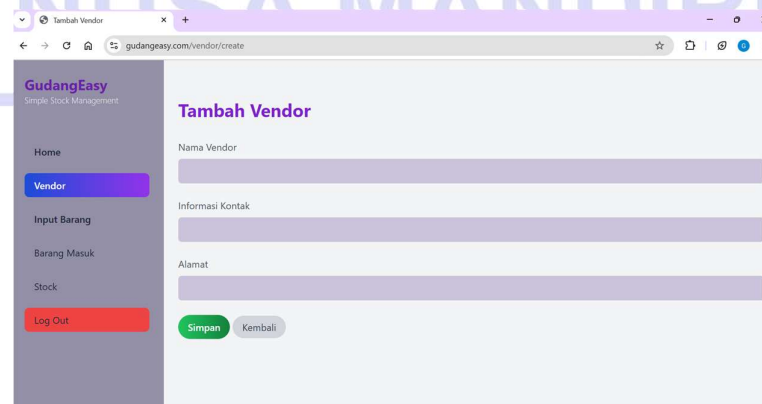 Tambah Vendor
gudangeasy.com/vendor/create
G
GudangEasy
Simple Stock Management
Home
Vendor
Input Barang
Barang Masuk
Stock
Log Out
Tambah Vendor
Nama Vendor
Informasi Kontak
Alamat
Simpan
Kembali